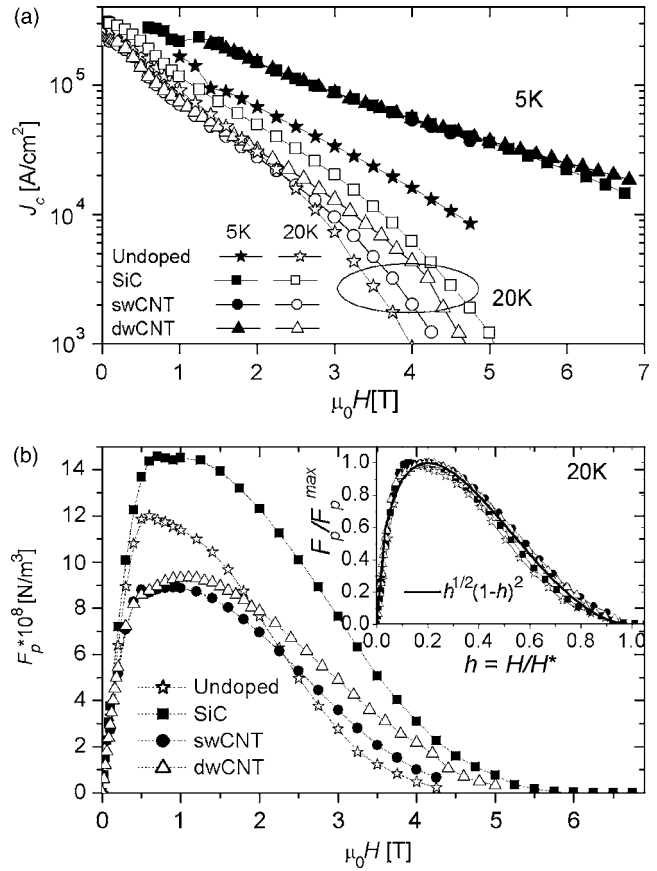 (a)
10^5
10^4
10^3
J_c [A/cm^2]
5K
20K
5K 20K
Undoped
SiC
swCNT
dwCNT
0 1 2 3 4 5 6 7
μ_0H[T]
(b)
14
12
10
8
6
4
2
0
F_p*10^8 [N/m^3]
Undoped
SiC
swCNT
dwCNT
0 1 2 3 4 5 6
μ_0H [T]
20K
1.0
0.8
0.6
0.4
0.2
0.0
F_p/F_p^max
h^1/2(1-h)^2
0.0 0.2 0.4 0.6 0.8 1.0
h = H/H*